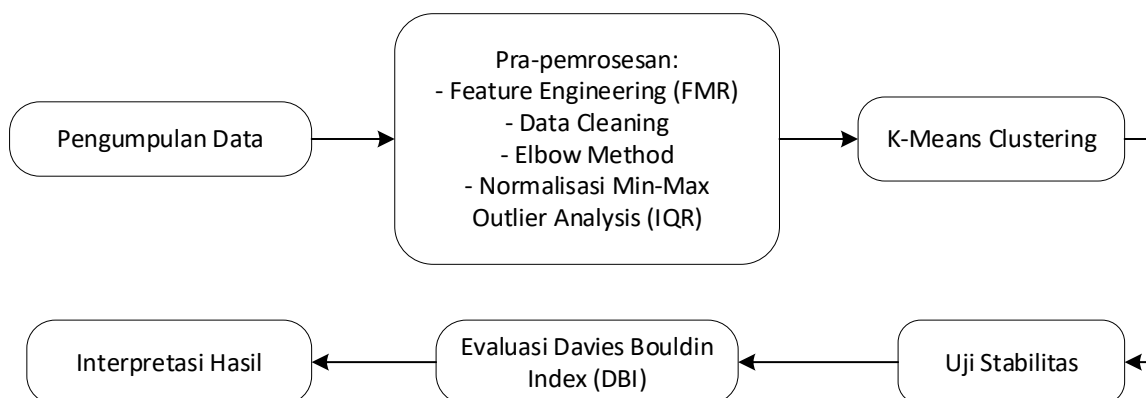 Pengumpulan Data
Pra-pemrosesan:
- Feature Engineering (FMR)
- Data Cleaning
- Elbow Method
- Normalisasi Min-Max
Outlier Analysis (IQR)
K-Means Clustering
Uji Stabilitas
Evaluasi Davies Bouldin
Index (DBI)
Interpretasi Hasil